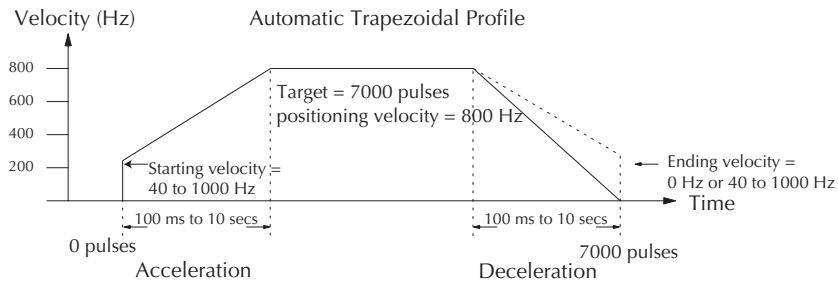 Velocity (Hz)
Automatic Trapezoidal Profile
800
600
400
200
Target = 7000 pulses
positioning velocity = 800 Hz
Starting velocity =
40 to 1000 Hz
Ending velocity =
0 Hz or 40 to 1000 Hz
Time
100 ms to 10 secs
100 ms to 10 secs
0 pulses
7000 pulses
Acceleration
Deceleration